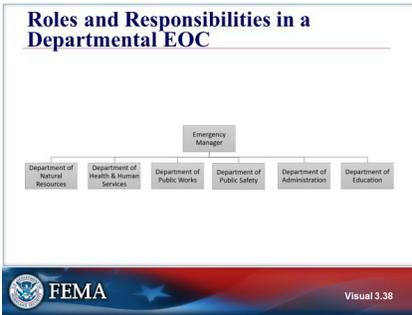 Roles and Responsibilities in a
Departmental EOC
Emergency
Manager
Department of
Natural
Resources
Department of
Health & Human
Services
Department of
Public Works
Department of
Public Safety
Department of
Administration
Department of
Education
FEMA
Visual 3.38